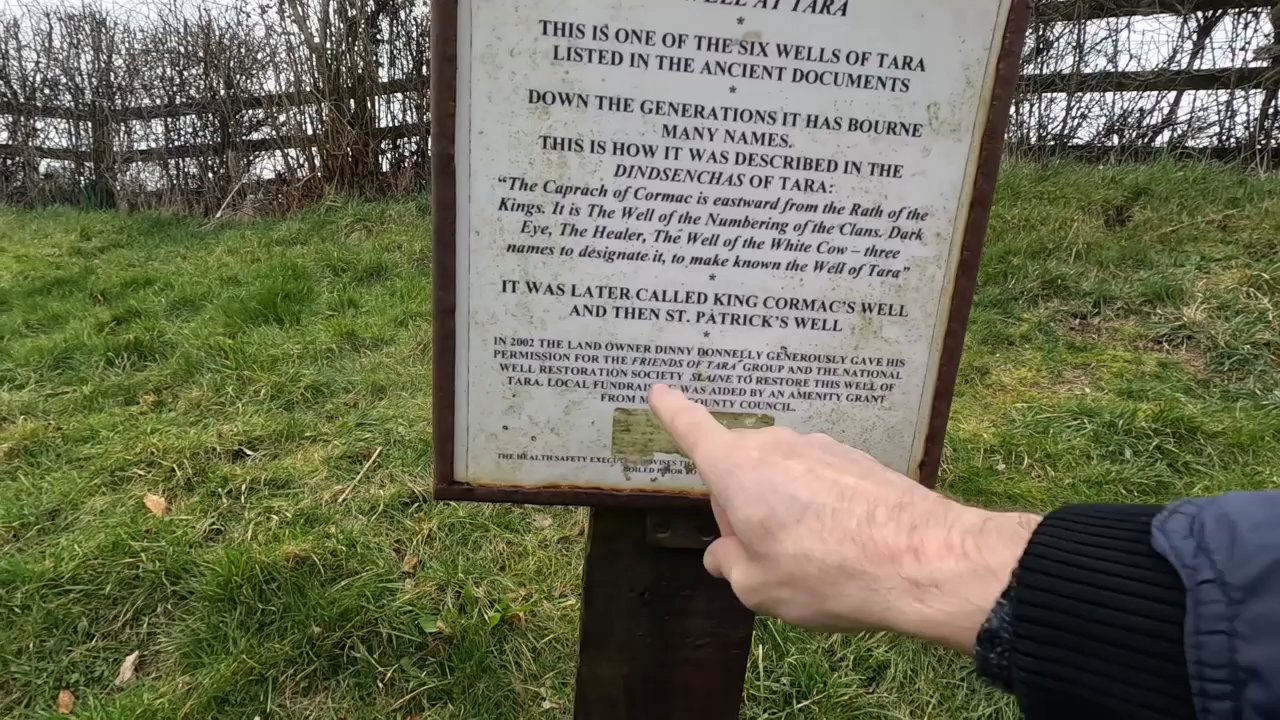 WELL AT TARA
*
THIS IS ONE OF THE SIX WELLS OF TARA
LISTED IN THE ANCIENT DOCUMENTS
*
DOWN THE GENERATIONS IT HAS BOURNE
MANY NAMES.
THIS IS HOW IT WAS DESCRIBED IN THE
DINDSENCHAS OF TARA:
“The Caprach of Cormac is eastward from the Rath of the
Kings. It is The Well of the Numbering of the Clans. Dark
Eye, The Healer, The Well of the White Cow – three
names to designate it, to make known the Well of Tara”
*
IT WAS LATER CALLED KING CORMAC'S WELL
AND THEN ST. PATRICK'S WELL
*
IN 2002 THE LAND OWNER DINNY DONNELLY GENEROUSLY GAVE HIS
PERMISSION FOR THE FRIENDS OF TARA GROUP AND THE NATIONAL
WELL RESTORATION SOCIETY SLAINE TO RESTORE THIS WELL OF
TARA. LOCAL WAS AIDED BY AN AMENITY GRANT
FROM COUNTY COUNCIL.
THE HEALTH SAFETY
BOILED